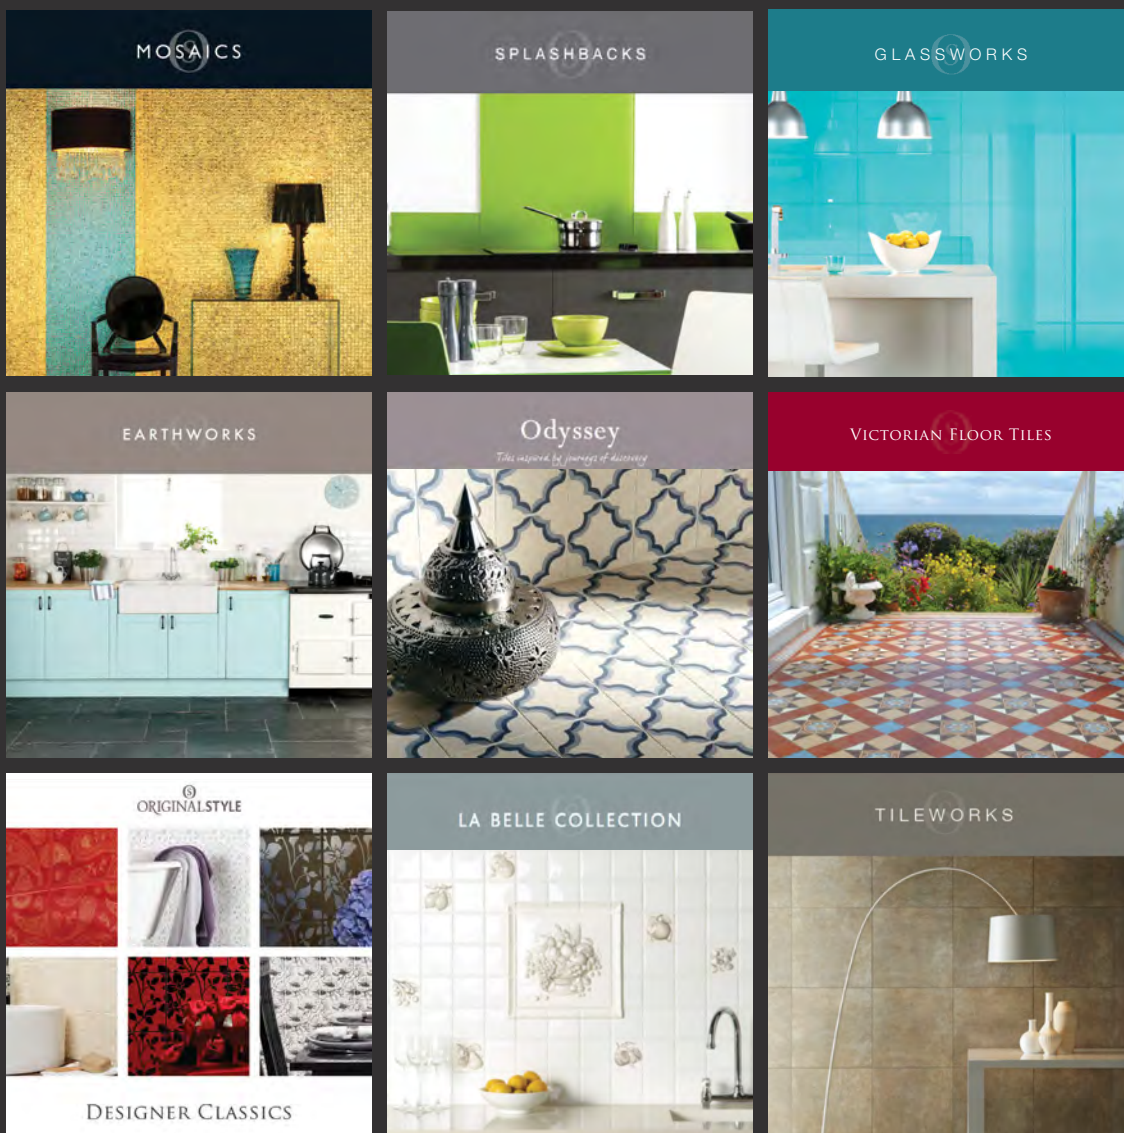 MOSAICS
SPLASHBACKS
GLASSWORKS
EARTHWORKS
Odyssey
Tiles inspired by journeys of discovery
VICTORIAN FLOOR TILES
ORIGINALSTYLE
DESIGNER CLASSICS
LA BELLE COLLECTION
TILEWORKS